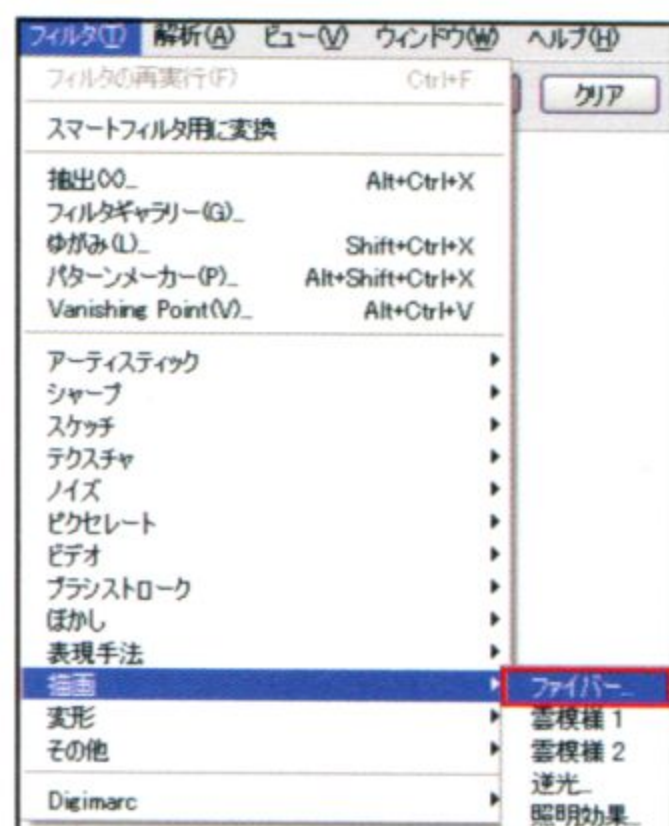 フィルタ(T) 解析(A) ビュー(V) ウィンドウ(W) ヘルプ(H)
フィルタの再実行(F) Ctrl+F
クリア
スマートフィルタ用に変換
抽出(X)... Alt+Ctrl+X
フィルタギャラリー(G)...
ゆがみ(L)... Shift+Ctrl+X
パターンメーカー(P)... Alt+Shift+Ctrl+X
Vanishing Point(V)... Alt+Ctrl+V
アーティスティック
シャープ
スケッチ
テクスチャ
ノイズ
ピクセレート
ビデオ
ブラシストローク
ぼかし
表現手法
描画
変形
その他
Digimarc
ファイバー...
雲模様 1
雲模様 2
逆光...
照明効果...